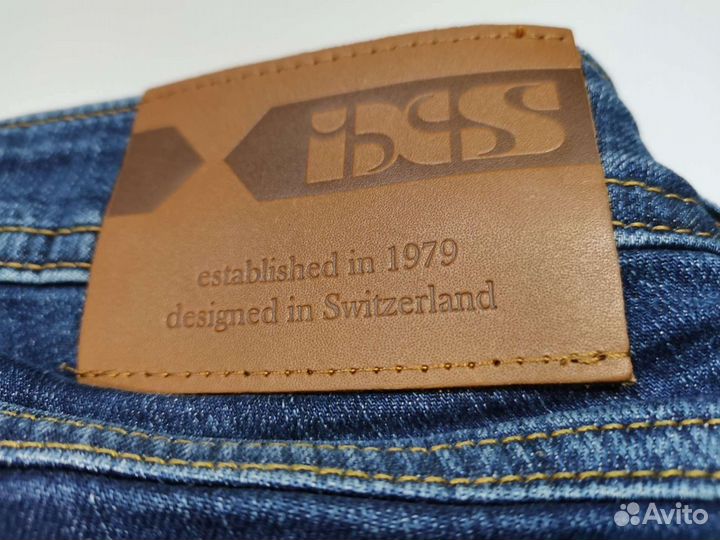 iXS
established in 1979
designed in Switzerland
Avito